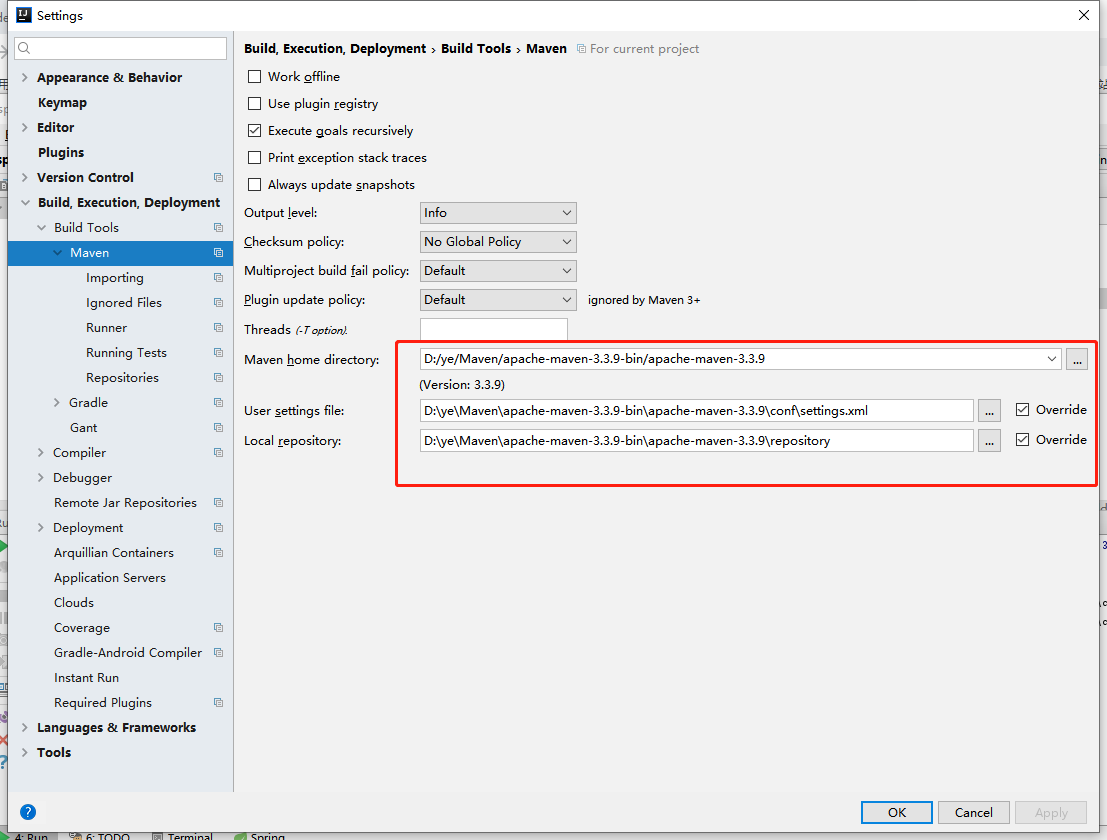 Settings
Build, Execution, Deployment › Build Tools › Maven For current project
Appearance & Behavior
Keymap
Editor
Plugins
Version Control
Build, Execution, Deployment
Build Tools
Maven
Importing
Ignored Files
Runner
Running Tests
Repositories
Gradle
Gant
Compiler
Debugger
Remote Jar Repositories
Deployment
Arquillian Containers
Application Servers
Clouds
Coverage
Gradle-Android Compiler
Instant Run
Required Plugins
Languages & Frameworks
Tools
Work offline
Use plugin registry
Execute goals recursively
Print exception stack traces
Always update snapshots
Output level: Info
Checksum policy: No Global Policy
Multiproject build fail policy: Default
Plugin update policy: Default ignored by Maven 3+
Threads (-T option).
Maven home directory: D:/ye/Maven/apache-maven-3.3.9-bin/apache-maven-3.3.9 ...
(Version: 3.3.9)
User settings file: D:\ye\Maven\apache-maven-3.3.9-bin\apache-maven-3.3.9\conf\settings.xml ... Override
Local repository: D:\ye\Maven\apache-maven-3.3.9-bin\apache-maven-3.3.9\repository ... Override
? OK Cancel Apply
4: Run 6: TODO Terminal Spring